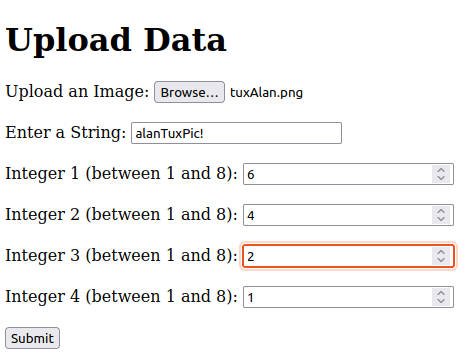 Upload Data
Upload an Image: Browse... tuxAlan.png
Enter a String: alanTuxPic!
Integer 1 (between 1 and 8): 6
Integer 2 (between 1 and 8): 4
Integer 3 (between 1 and 8): 2
Integer 4 (between 1 and 8): 1
Submit